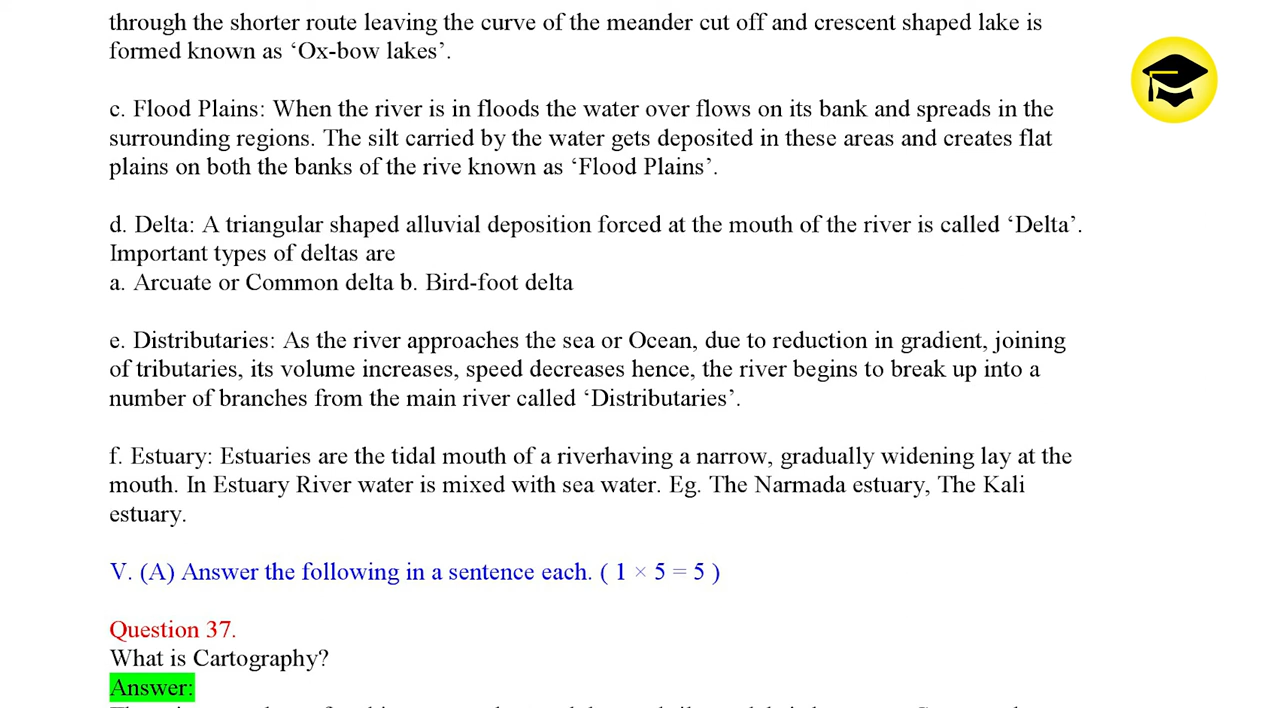 through the shorter route leaving the curve of the meander cut off and crescent shaped lake is
formed known as ‘Ox-bow lakes’.
c. Flood Plains: When the river is in floods the water over flows on its bank and spreads in the
surrounding regions. The silt carried by the water gets deposited in these areas and creates flat
plains on both the banks of the rive known as ‘Flood Plains’.
d. Delta: A triangular shaped alluvial deposition forced at the mouth of the river is called ‘Delta’.
Important types of deltas are
a. Arcuate or Common delta b. Bird-foot delta
e. Distributaries: As the river approaches the sea or Ocean, due to reduction in gradient, joining
of tributaries, its volume increases, speed decreases hence, the river begins to break up into a
number of branches from the main river called ‘Distributaries’.
f. Estuary: Estuaries are the tidal mouth of a riverhaving a narrow, gradually widening lay at the
mouth. In Estuary River water is mixed with sea water. Eg. The Narmada estuary, The Kali
estuary.
V. (A) Answer the following in a sentence each. ( 1 × 5 = 5 )
Question 37.
What is Cartography?
Answer: